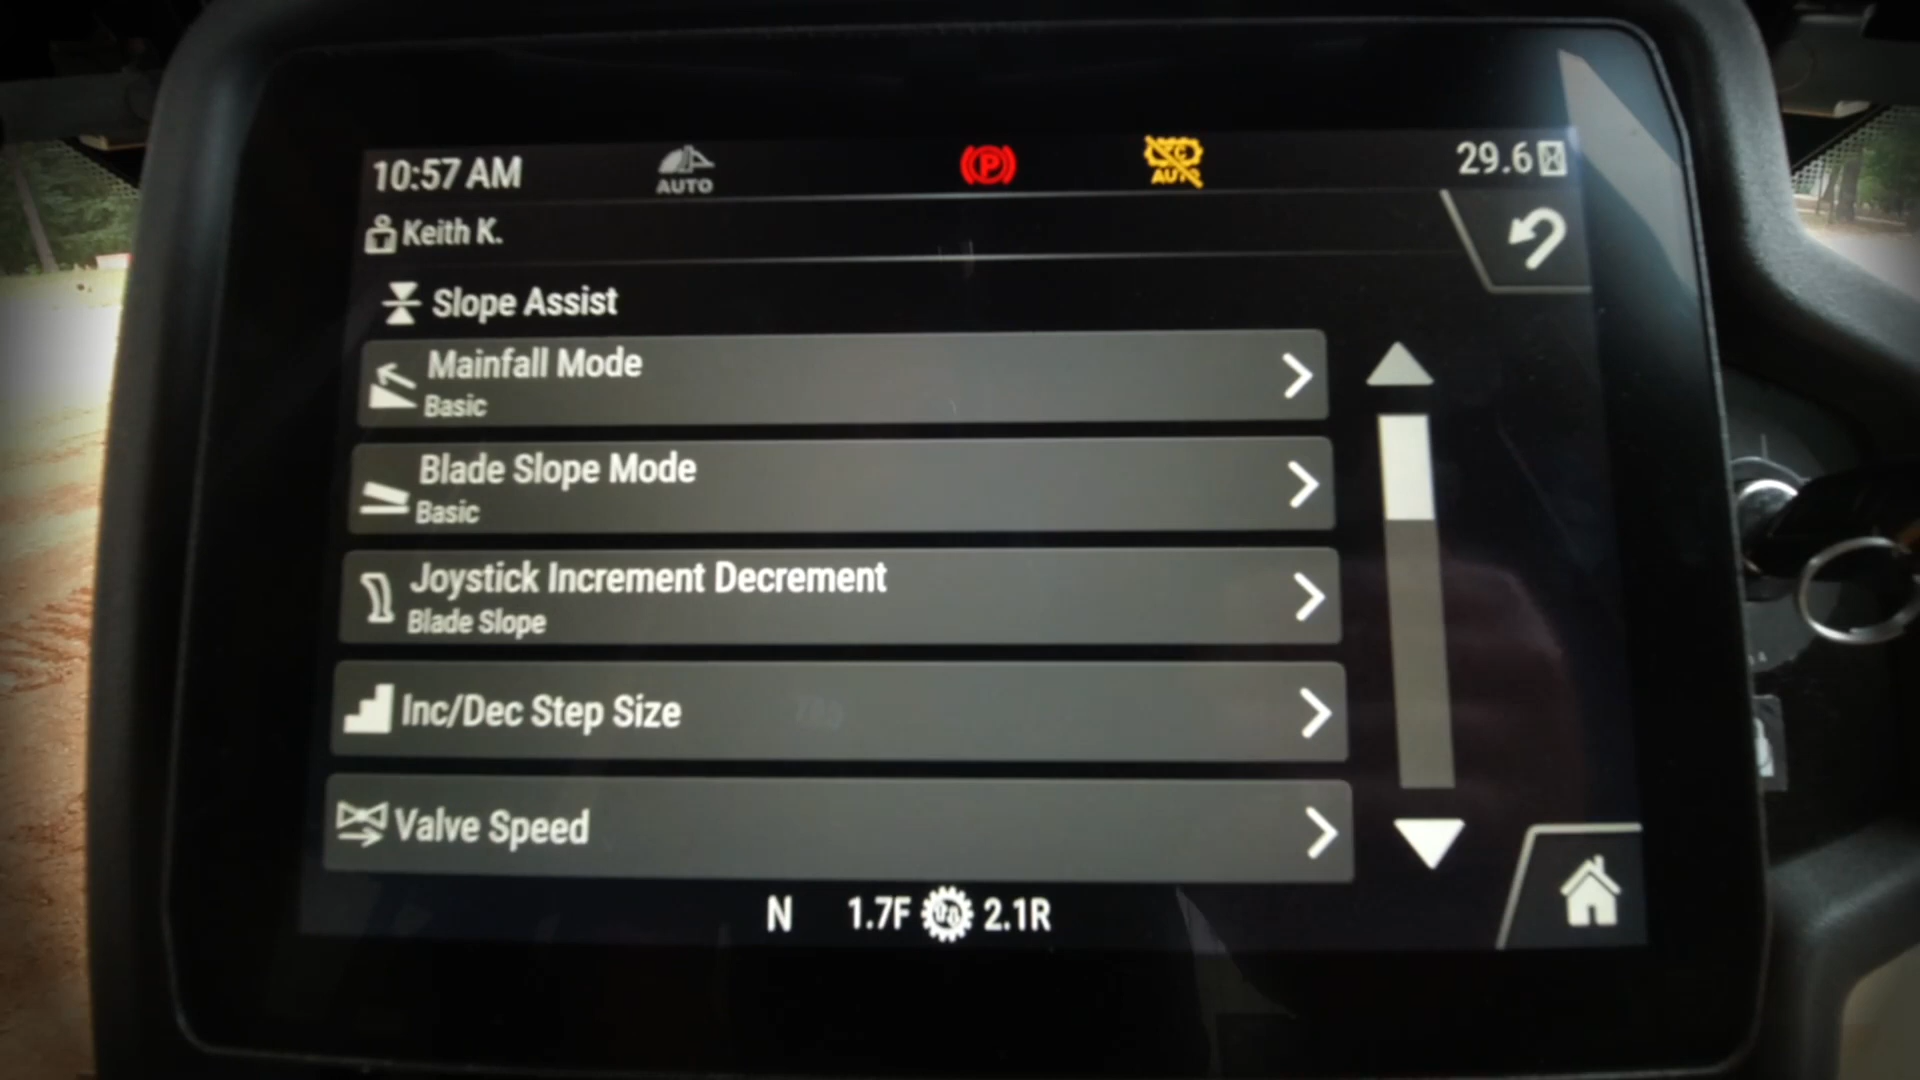 10:57 AM
AUTO
P
C
AUTO
29.6
Keith K.
Slope Assist
Mainfall Mode
Basic
Blade Slope Mode
Basic
Joystick Increment Decrement
Blade Slope
Inc/Dec Step Size
Valve Speed
N 1.7F 2.1R